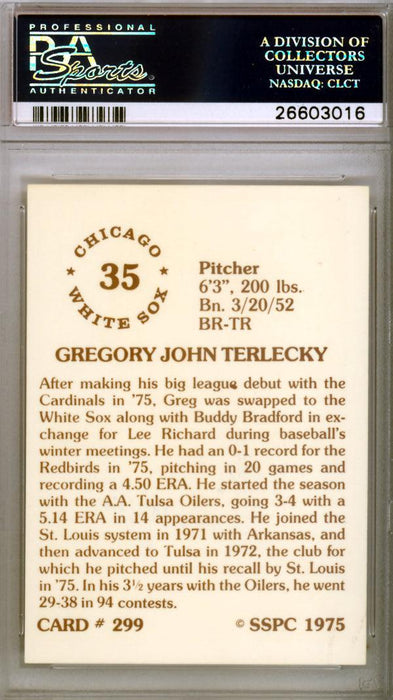 PROFESSIONAL
PSA
Sports
AUTHENTICATOR
A DIVISION OF
COLLECTORS
UNIVERSE
NASDAQ: CLCT
26603016
CHICAGO
35
WHITE SOX
Pitcher
6'3", 200 lbs.
Bn. 3/20/52
BR-TR
GREGORY JOHN TERLECKY
After making his big league debut with the
Cardinals in '75, Greg was swapped to the
White Sox along with Buddy Bradford in ex-
change for Lee Richard during baseball's
winter meetings. He had an 0-1 record for the
Redbirds in '75, pitching in 20 games and
recording a 4.50 ERA. He started the season
with the A.A. Tulsa Oilers, going 3-4 with a
5.14 ERA in 14 appearances. He joined the
St. Louis system in 1971 with Arkansas, and
then advanced to Tulsa in 1972, the club for
which he pitched until his recall by St. Louis
in '75. In his 3½ years with the Oilers, he went
29-38 in 94 contests.
CARD # 299 © SSPC 1975